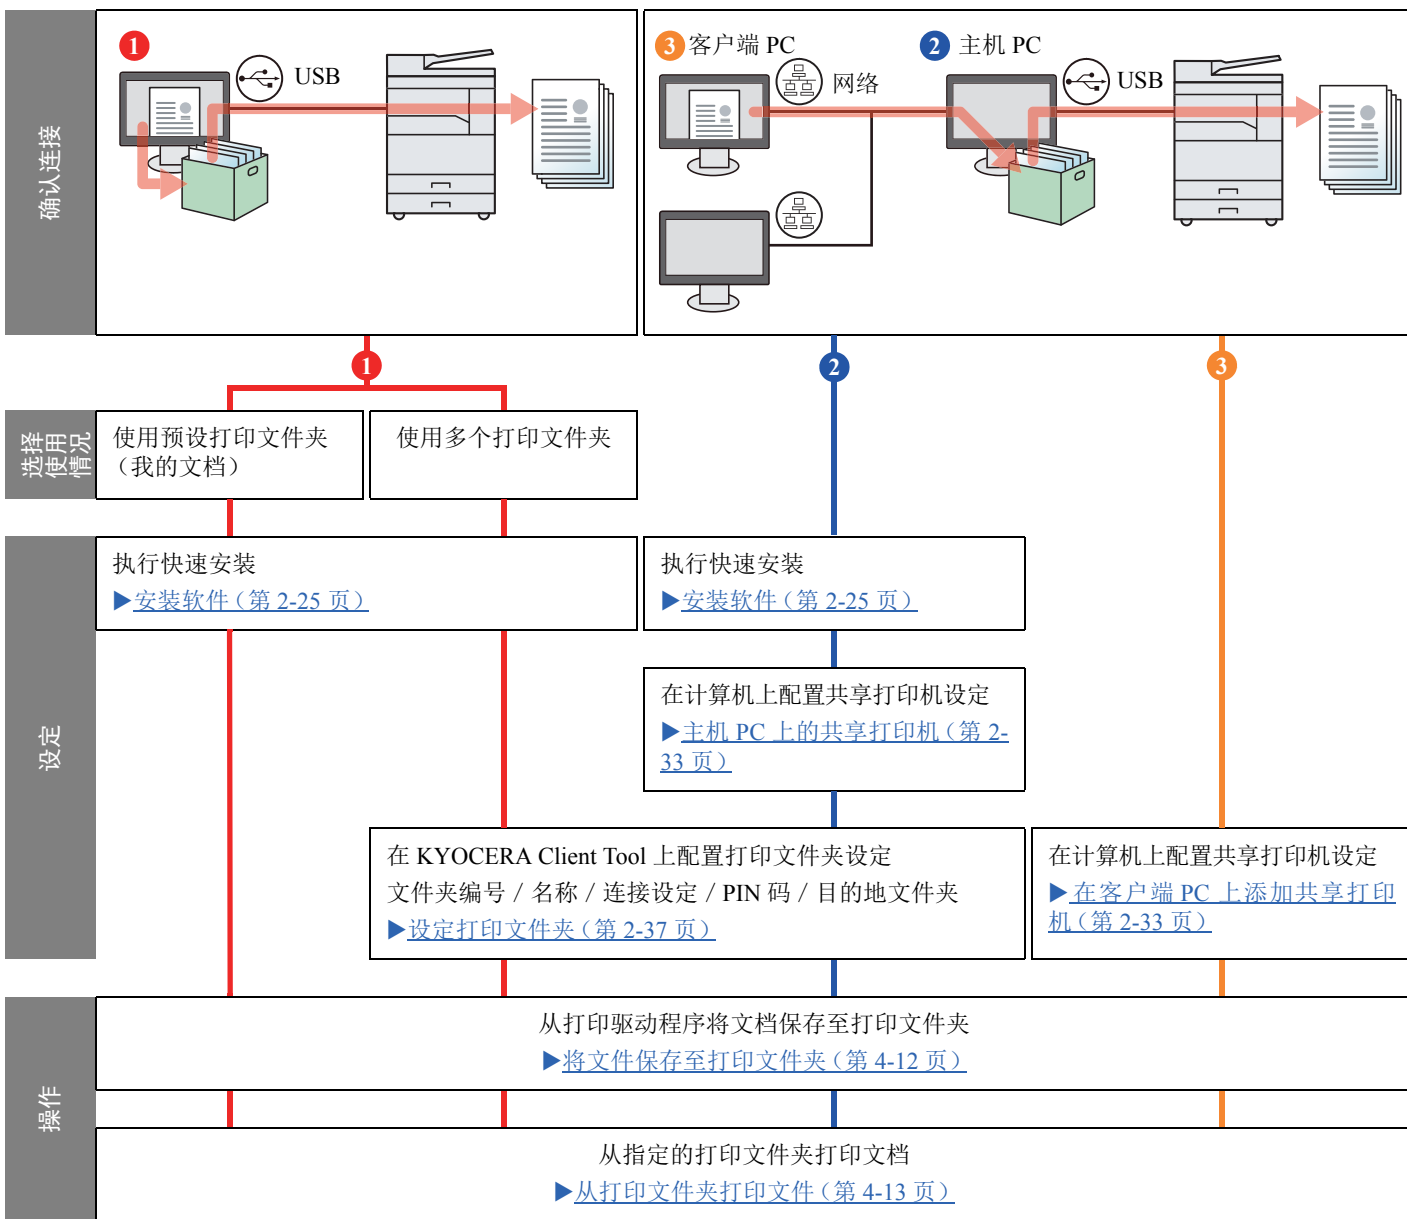 确认连接
1
USB
3 客户端 PC
网络
2 主机 PC
USB
1
2
3
选择
使用
情况
使用预设打印文件夹
（我的文档）
使用多个打印文件夹
设定
执行快速安装
▶安装软件（第 2-25 页）
执行快速安装
▶安装软件（第 2-25 页）
在计算机上配置共享打印机设定
▶主机 PC 上的共享打印机（第 2-
33 页）
在 KYOCERA Client Tool 上配置打印文件夹设定
文件夹编号 / 名称 / 连接设定 / PIN 码 / 目的地文件夹
▶设定打印文件夹（第 2-37 页）
在计算机上配置共享打印机设定
▶在客户端 PC 上添加共享打印
机（第 2-33 页）
操作
从打印驱动程序将文档保存至打印文件夹
▶将文件保存至打印文件夹（第 4-12 页）
从指定的打印文件夹打印文档
▶从打印文件夹打印文件（第 4-13 页）